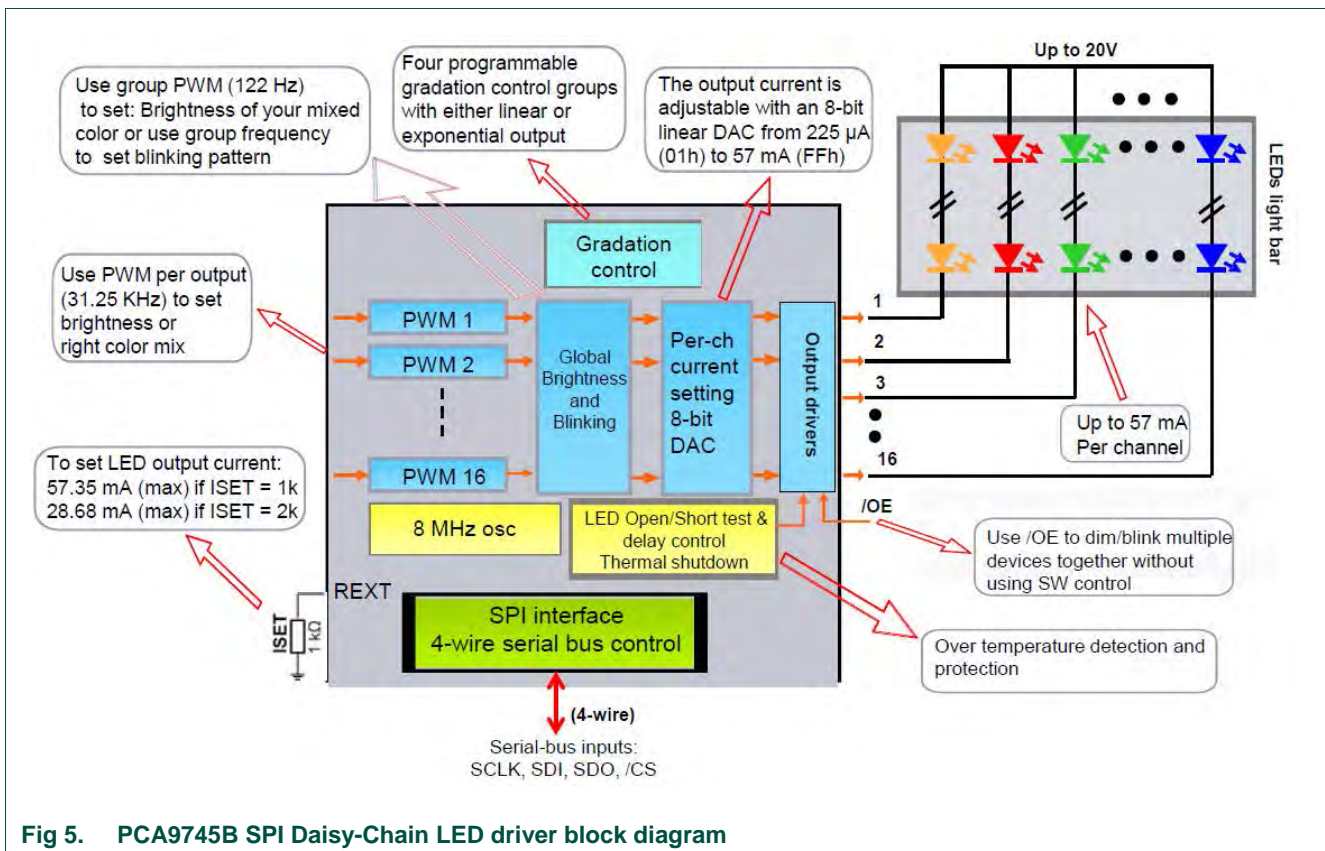 Use group PWM (122 Hz)
to set: Brightness of your mixed
color or use group frequency
to set blinking pattern
Four programmable
gradation control groups
with either linear or
exponential output
The output current is
adjustable with an 8-bit
linear DAC from 225 µA
(01h) to 57 mA (FFh)
Up to 20V
LEDs light bar
Use PWM per output
(31.25 KHz) to set
brightness or
right color mix
Gradation
control
PWM 1
PWM 2
PWM 16
Global
Brightness
and
Blinking
Per-ch
current
setting
8-bit
DAC
Output drivers
1
2
3
16
/OE
Up to 57 mA
Per channel
To set LED output current:
57.35 mA (max) if ISET = 1k
28.68 mA (max) if ISET = 2k
8 MHz osc
LED Open/Short test &
delay control
Thermal shutdown
Use /OE to dim/blink multiple
devices together without
using SW control
REXT
ISET
1 kΩ
SPI interface
4-wire serial bus control
Over temperature detection and
protection
(4-wire)
Serial-bus inputs:
SCLK, SDI, SDO, /CS
Fig 5. PCA9745B SPI Daisy-Chain LED driver block diagram